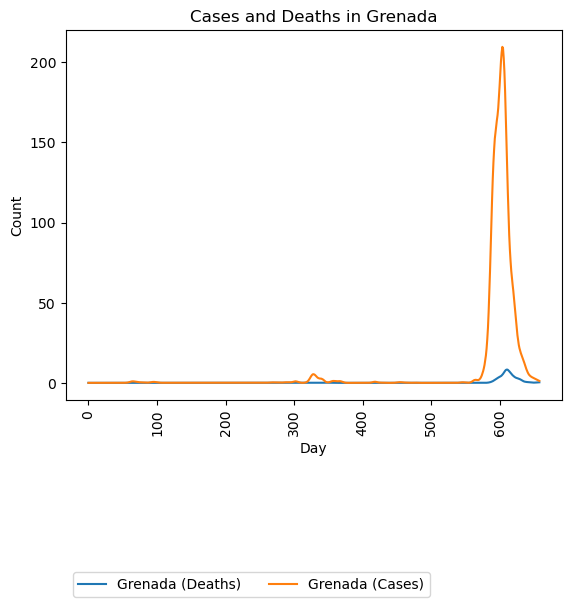 Cases and Deaths in Grenada
Count
200
150
100
50
0
0 100 200 300 400 500 600
Day
Grenada (Deaths) Grenada (Cases)